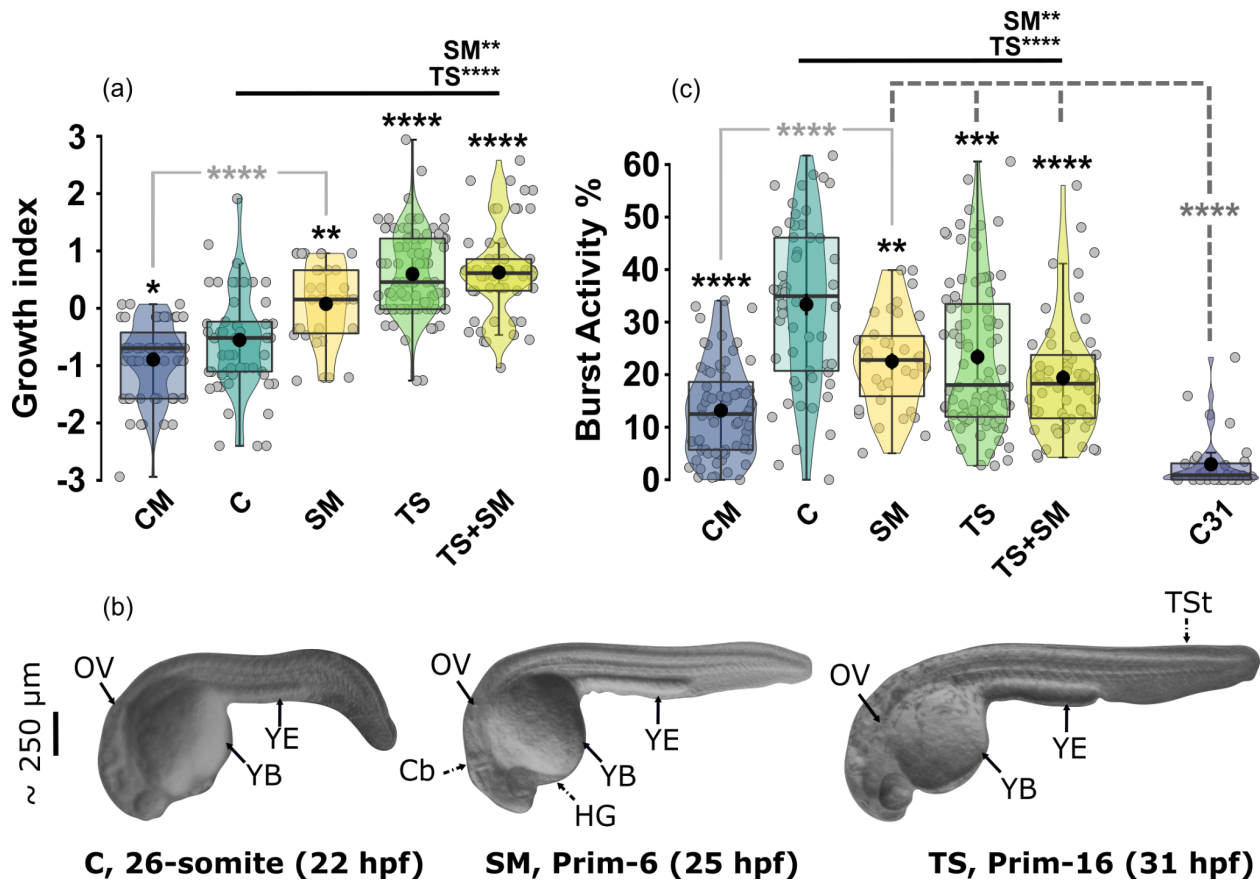 SM**
TS****
(a)
Growth index
3
2
1
0
-1
-2
-3
*
****
**
****
****
CM
C
SM
TS
TS+SM
SM**
TS****
(c)
Burst Activity %
60
50
40
30
20
10
0
****
****
**
***
****
****
CM
C
SM
TS
TS+SM
C31
(b)
~ 250 µm
OV
YE
YB
Cb
HG
YB
YE
OV
YB
YE
TSt
C, 26-somite (22 hpf)
SM, Prim-6 (25 hpf)
TS, Prim-16 (31 hpf)